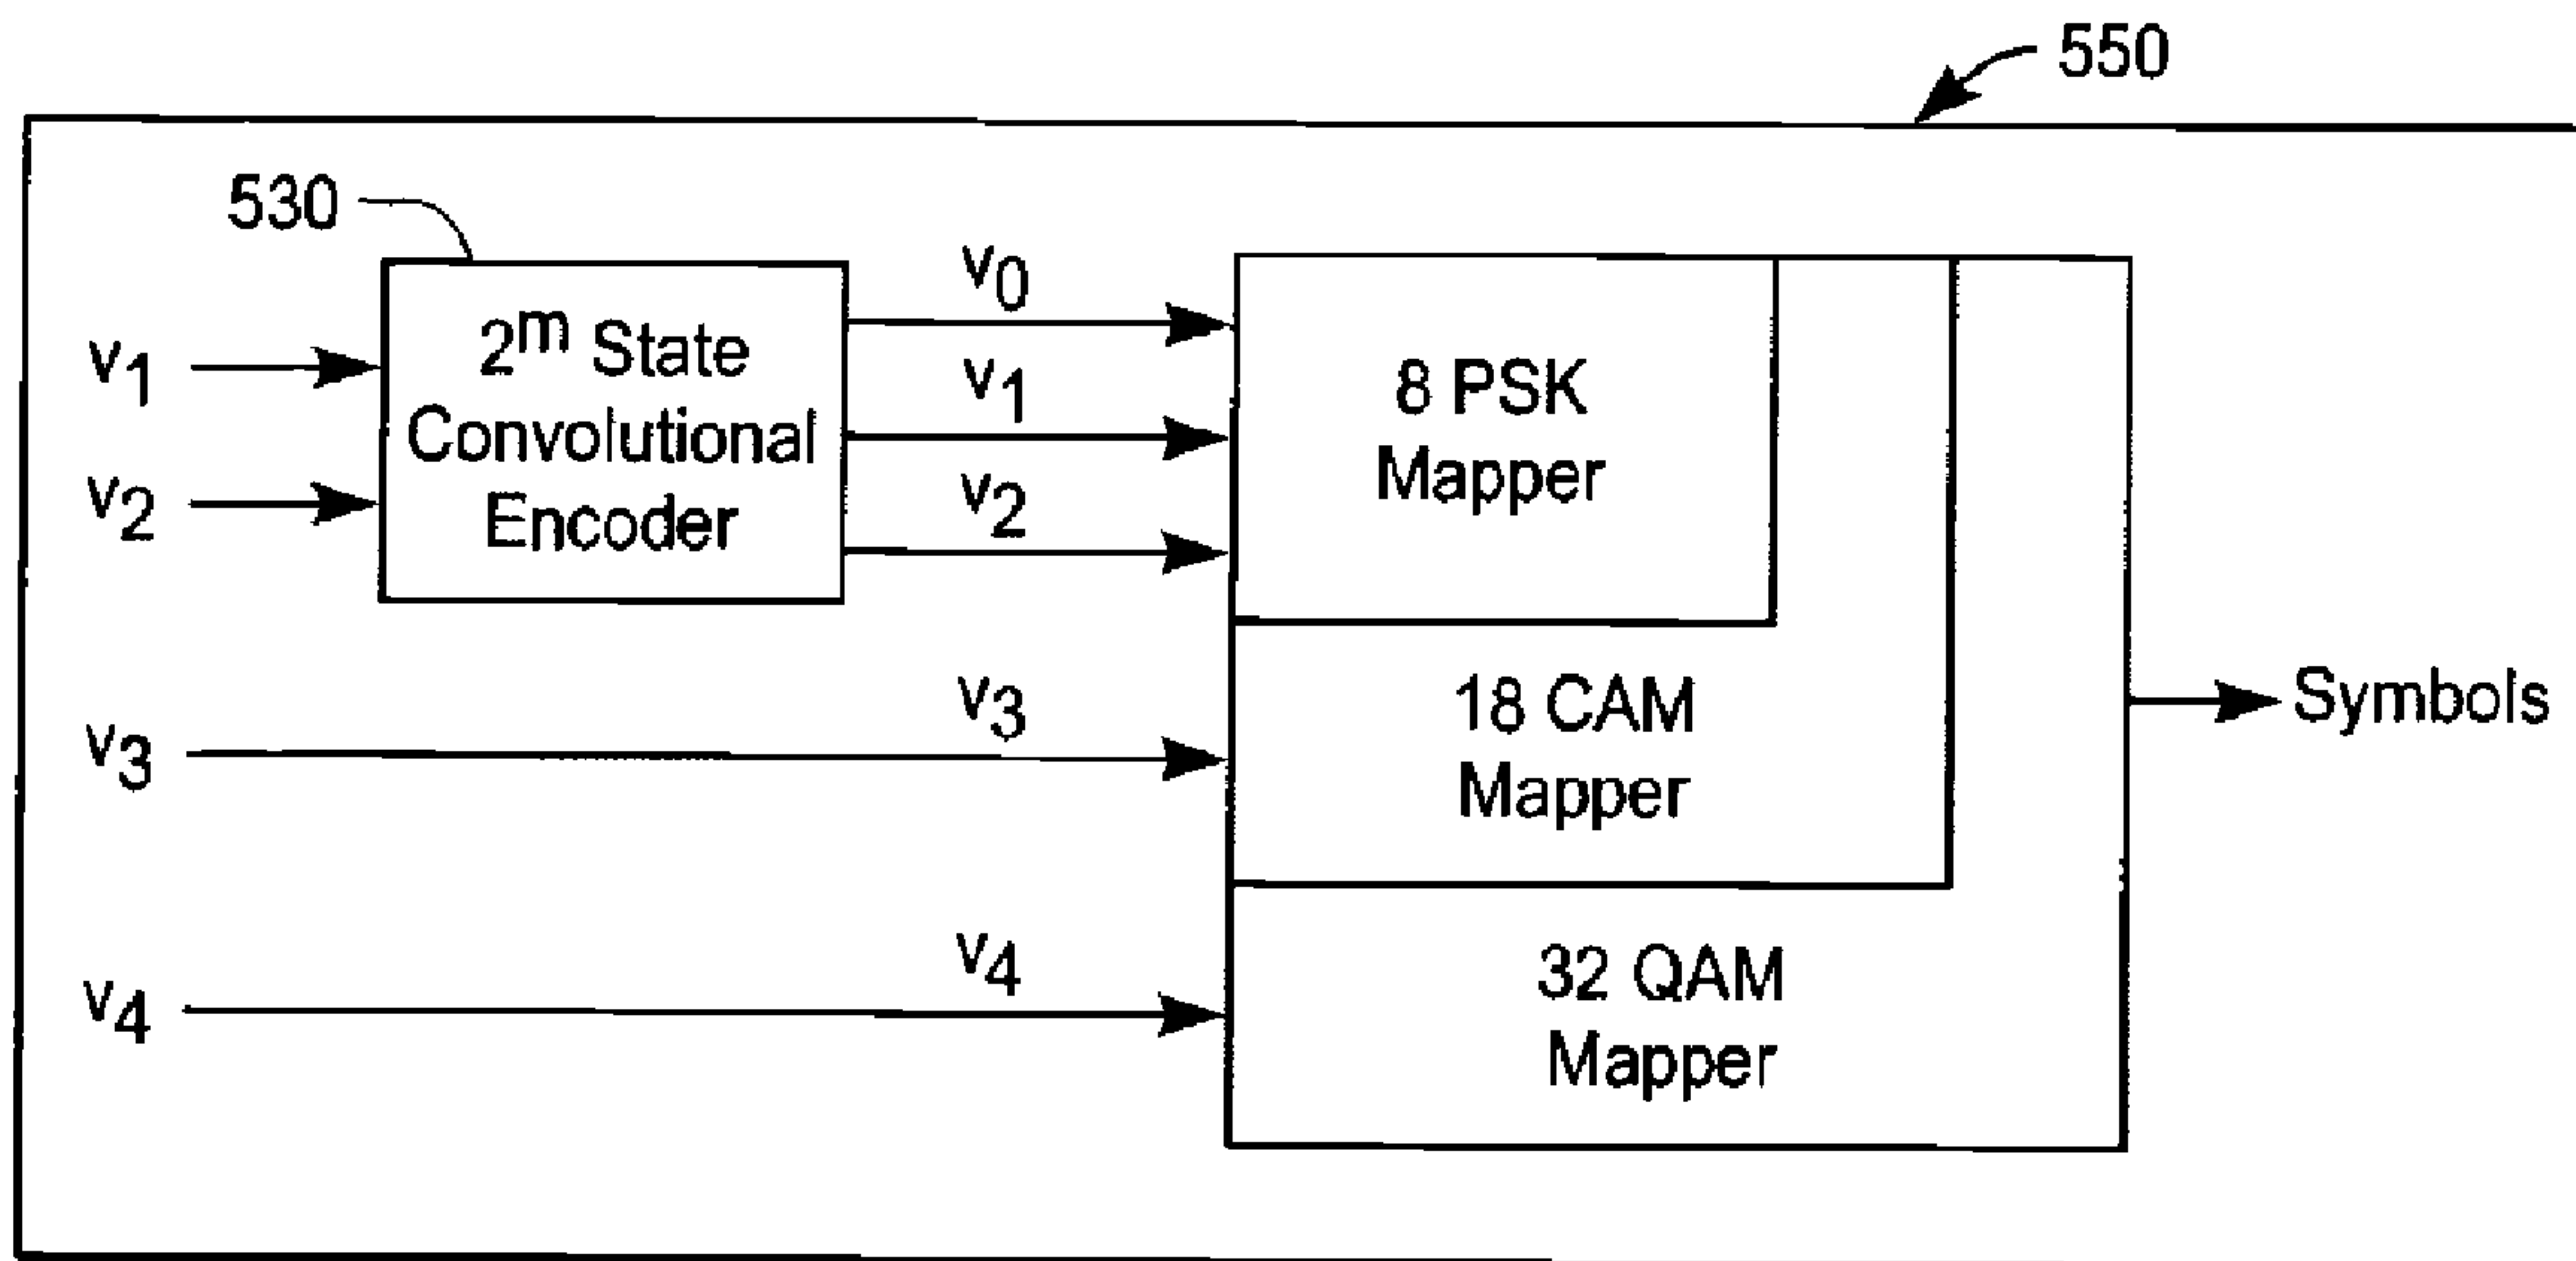 550
530
v0
v1
2m State
Convolutional
Encoder
v1
v2
v2
8 PSK
Mapper
v3
v3
18 CAM
Mapper
Symbols
v4
v4
32 QAM
Mapper